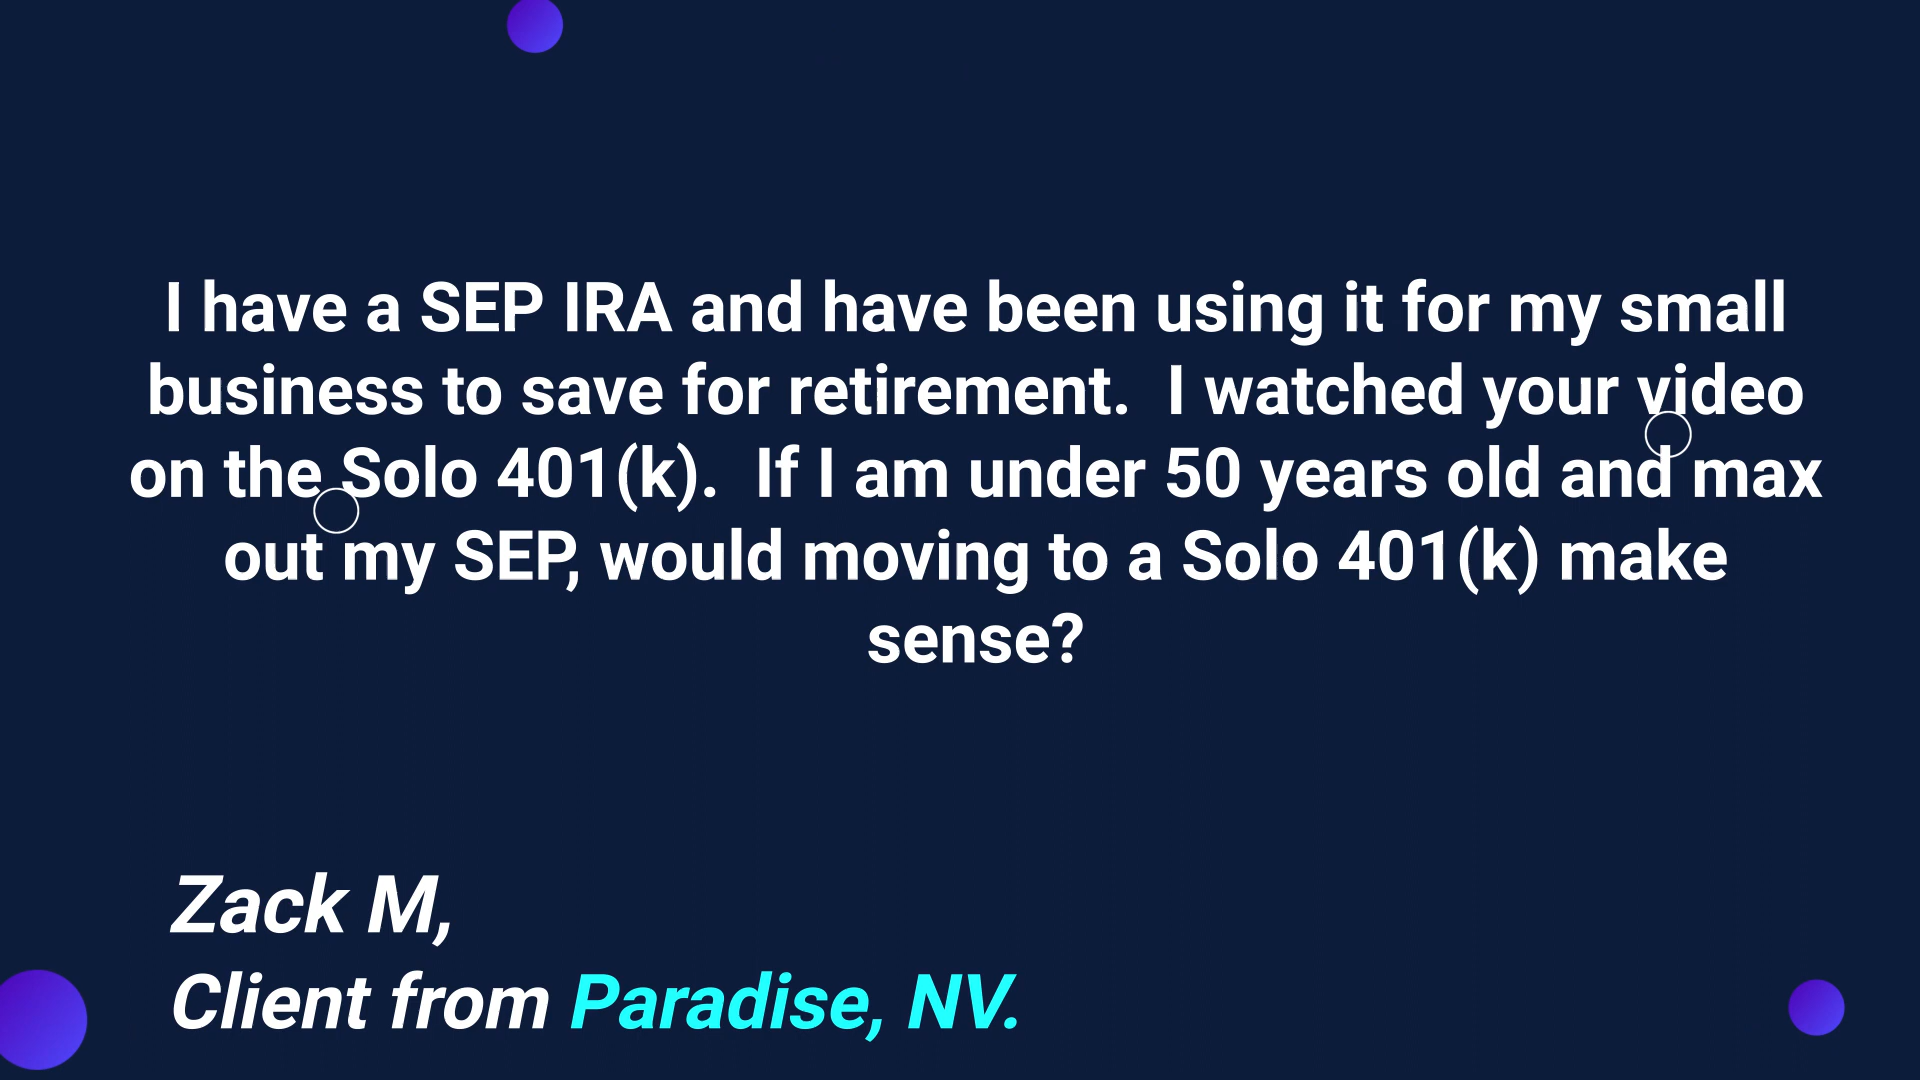 I have a SEP IRA and have been using it for my small
business to save for retirement.  I watched your video
on the Solo 401(k).  If I am under 50 years old and max
out my SEP, would moving to a Solo 401(k) make
sense?
Zack M,
Client from Paradise, NV.